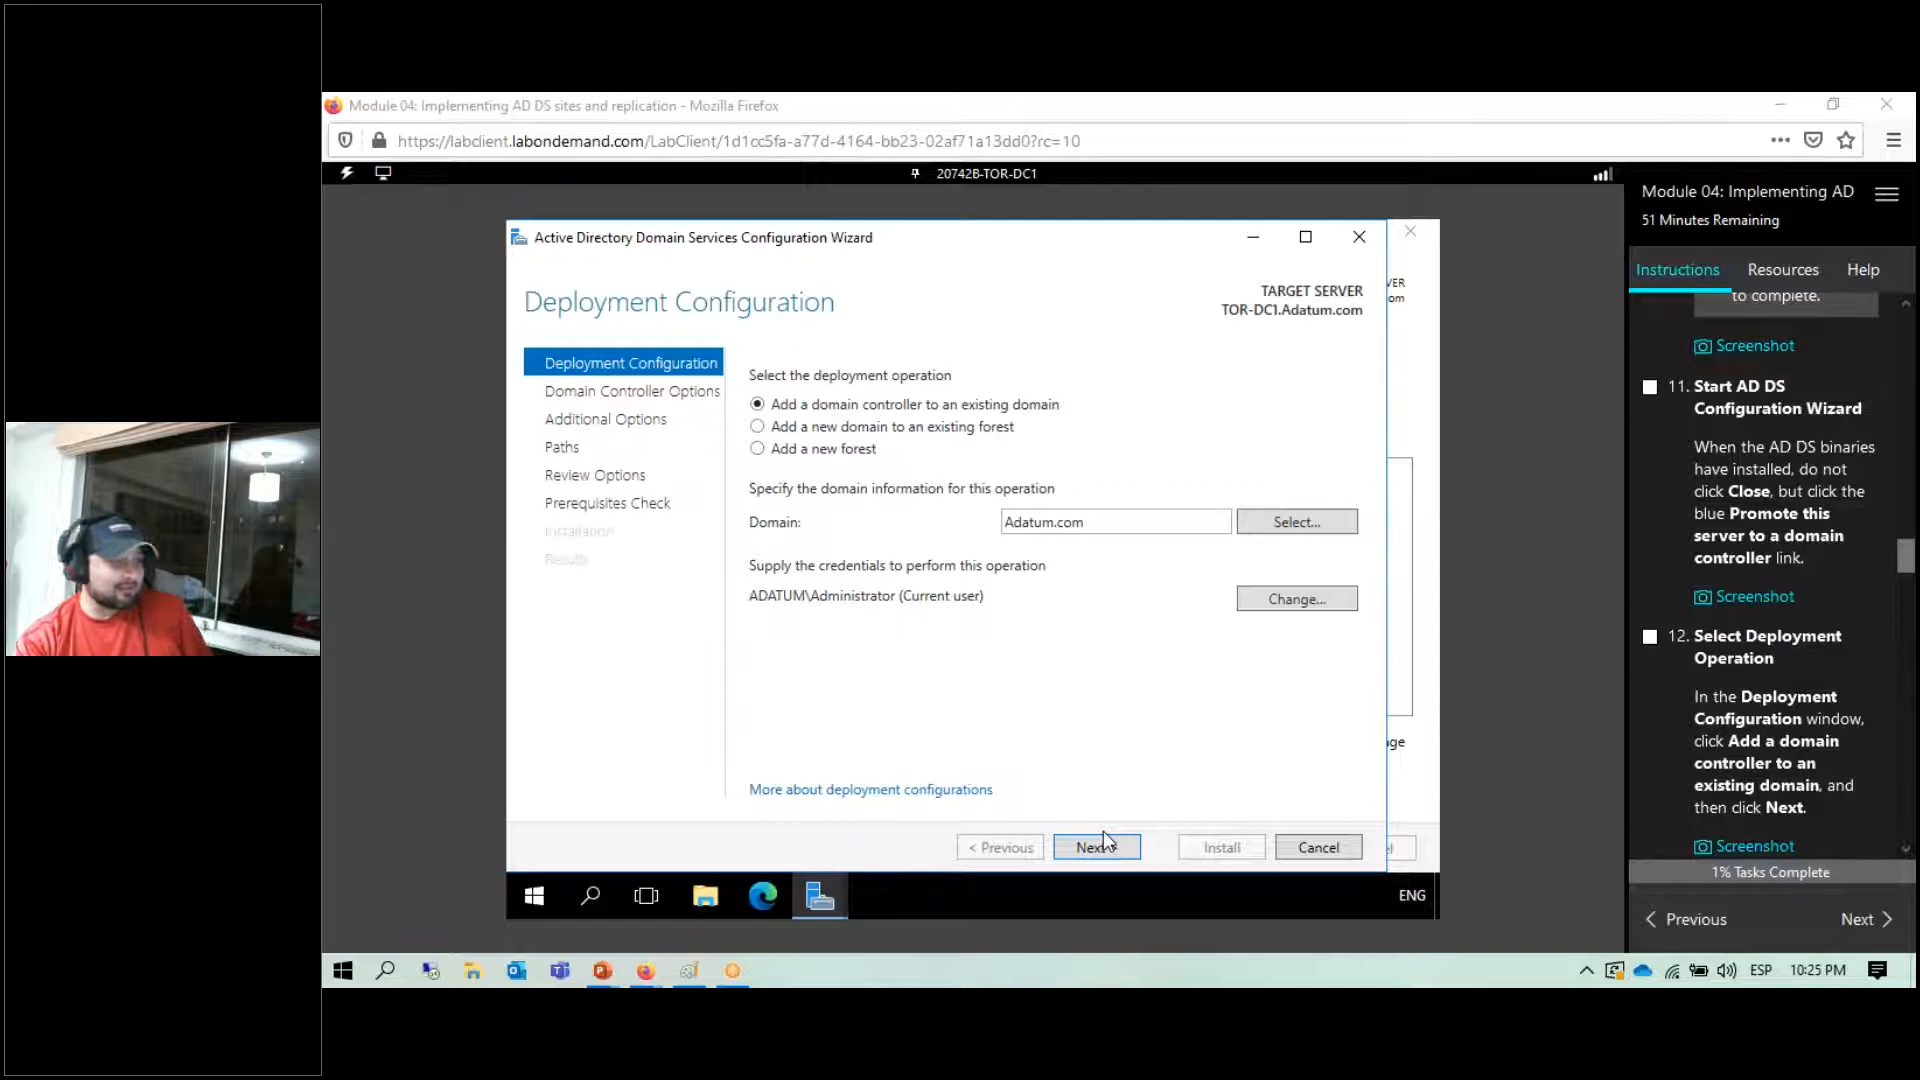 Module 04: Implementing AD DS sites and replication - Mozilla Firefox
https://labclient.labondemand.com/LabClient/1d1cc5fa-a77d-4164-bb23-02af71a13dd0?rc=10
20742B-TOR-DC1
Active Directory Domain Services Configuration Wizard
Deployment Configuration
TARGET SERVER
TOR-DC1.Adatum.com
Deployment Configuration
Domain Controller Options
Additional Options
Paths
Review Options
Prerequisites Check
Installation
Results
Select the deployment operation
Add a domain controller to an existing domain
Add a new domain to an existing forest
Add a new forest
Specify the domain information for this operation
Domain:
Adatum.com
Select...
Supply the credentials to perform this operation
ADATUM\Administrator (Current user)
Change...
More about deployment configurations
< Previous
Next
Install
Cancel
ENG
Module 04: Implementing AD
51 Minutes Remaining
Instructions
Resources
Help
to complete.
Screenshot
11. Start AD DS
Configuration Wizard
When the AD DS binaries
have installed, do not
click Close, but click the
blue Promote this
server to a domain
controller link.
Screenshot
12. Select Deployment
Operation
In the Deployment
Configuration window,
click Add a domain
controller to an
existing domain, and
then click Next.
Screenshot
1% Tasks Complete
Previous
Next
ESP
10:25 PM